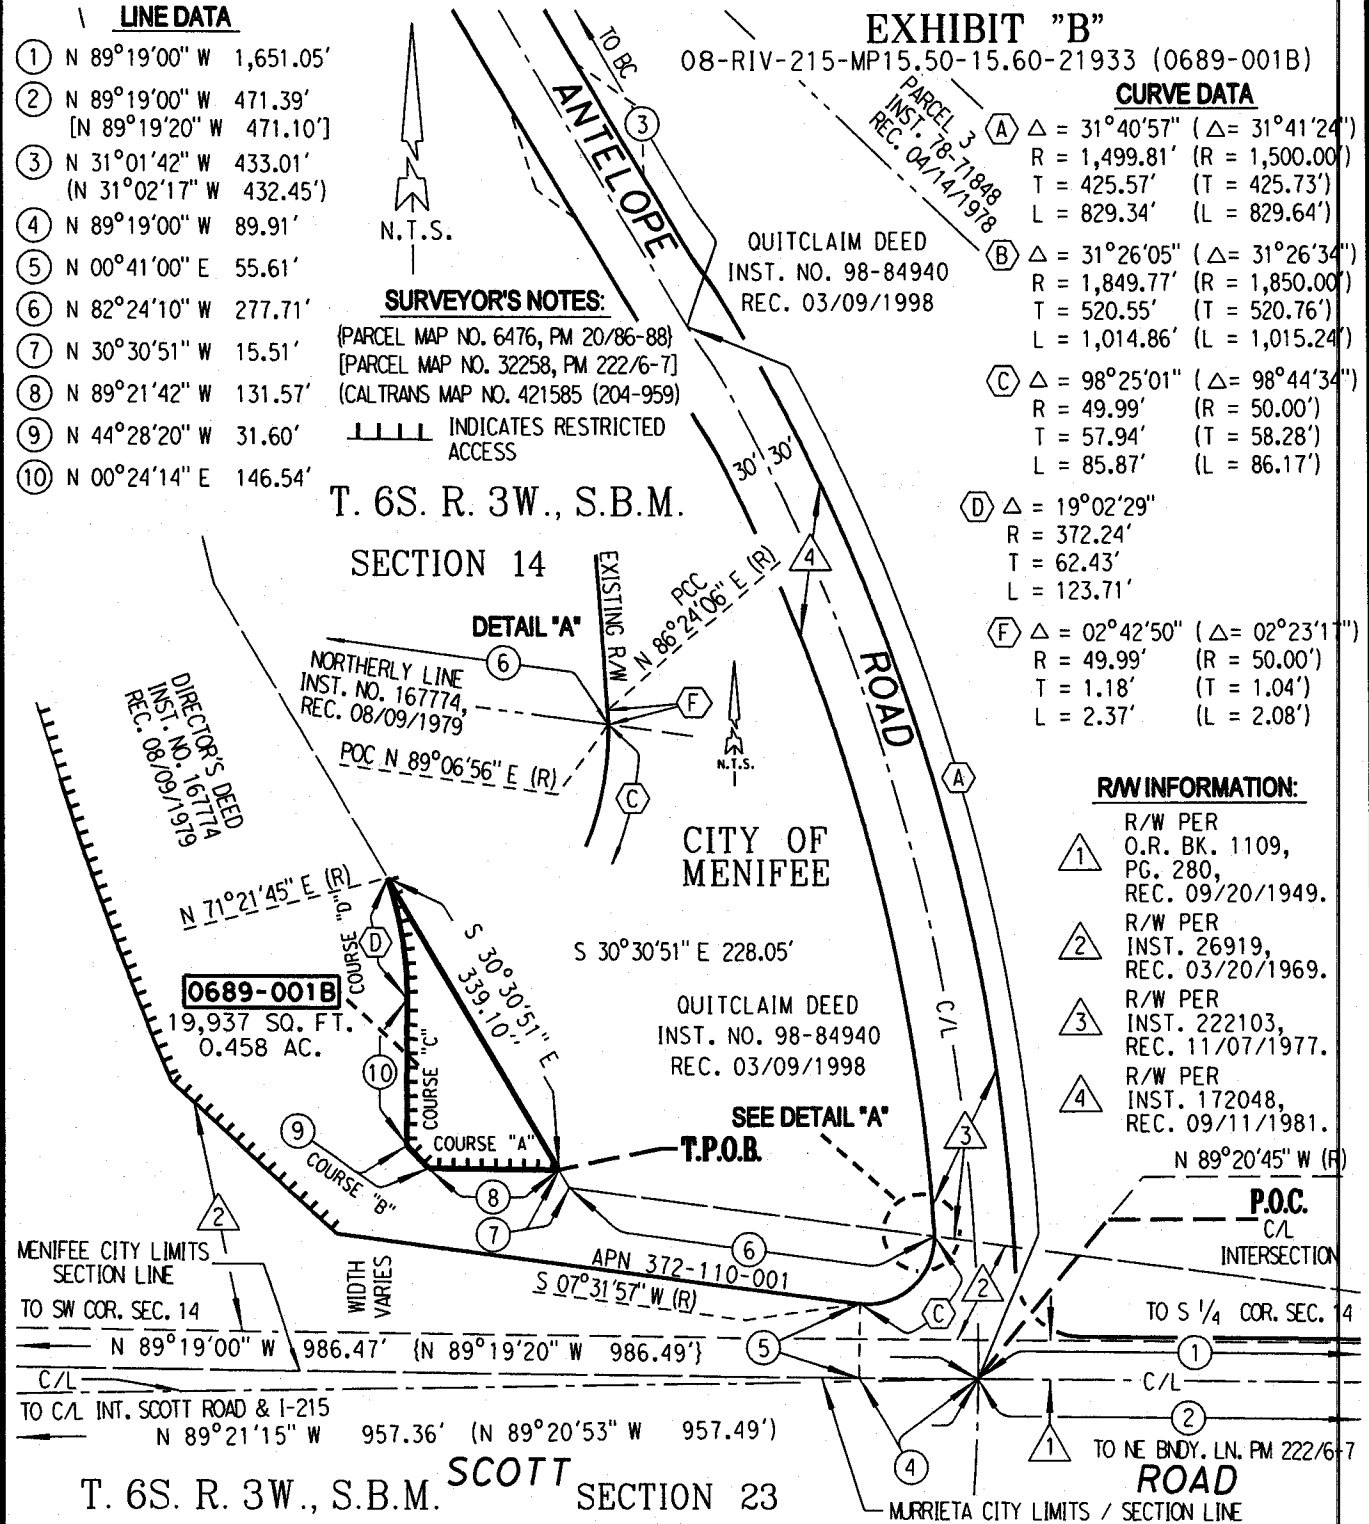 LINE DATA
1 N 89°19'00" W 1,651.05'
2 N 89°19'00" W 471.39'
[N 89°19'20" W 471.10']
3 N 31°01'42" W 433.01'
(N 31°02'17" W 432.45')
4 N 89°19'00" W 89.91'
5 N 00°41'00" E 55.61'
6 N 82°24'10" W 277.71'
7 N 30°30'51" W 15.51'
8 N 89°21'42" W 131.57'
9 N 44°28'20" W 31.60'
10 N 00°24'14" E 146.54'
N.T.S.
SURVEYOR'S NOTES:
{PARCEL MAP NO. 6476, PM 20/86-88}
[PARCEL MAP NO. 32258, PM 222/6-7]
(CALTRANS MAP NO. 421585 (204-959)
INDICATES RESTRICTED
ACCESS
T. 6S. R. 3W., S.B.M.
SECTION 14
EXHIBIT "B"
08-RIV-215-MP15.50-15.60-21933 (0689-001B)
TO BC
3
ANTELOPE
PARCEL 3
INST. 78-71848
REC. 04/14/1978
QUITCLAIM DEED
INST. NO. 98-84940
REC. 03/09/1998
30' 30'
4
ROAD
A
C/L
CURVE DATA
A Δ = 31°40'57" (Δ= 31°41'24")
R = 1,499.81' (R = 1,500.00')
T = 425.57' (T = 425.73')
L = 829.34' (L = 829.64')
B Δ = 31°26'05" (Δ= 31°26'34")
R = 1,849.77' (R = 1,850.00')
T = 520.55' (T = 520.76')
L = 1,014.86' (L = 1,015.24')
C Δ = 98°25'01" (Δ= 98°44'34")
R = 49.99' (R = 50.00')
T = 57.94' (T = 58.28')
L = 85.87' (L = 86.17')
D Δ = 19°02'29"
R = 372.24'
T = 62.43'
L = 123.71'
F Δ = 02°42'50" (Δ= 02°23'11")
R = 49.99' (R = 50.00')
T = 1.18' (T = 1.04')
L = 2.37' (L = 2.08')
DETAIL "A"
EXISTING R/W
PCC
N 86°24'06" E (R)
6
NORTHERLY LINE
INST. NO. 167774,
REC. 08/09/1979
POC N 89°06'56" E (R)
F
C
N.T.S.
CITY OF
MENIFEE
R/W INFORMATION:
1 R/W PER
O.R. BK. 1109,
PG. 280,
REC. 09/20/1949.
2 R/W PER
INST. 26919,
REC. 03/20/1969.
3 R/W PER
INST. 222103,
REC. 11/07/1977.
4 R/W PER
INST. 172048,
REC. 09/11/1981.
DIRECTOR'S DEED
INST. NO. 167774
REC. 08/09/1979
N 71°21'45" E (R)
COURSE "D"
D
S 30°30'51" E
339.10'
S 30°30'51" E 228.05'
0689-001B
19,937 SQ. FT.
0.458 AC.
QUITCLAIM DEED
INST. NO. 98-84940
REC. 03/09/1998
10
COURSE "C"
SEE DETAIL "A"
3
9
COURSE "B"
COURSE "A"
T.P.O.B.
8
7
2
6
APN 372-110-001
S 07°31'57" W (R)
2
C
N 89°20'45" W (R)
P.O.C.
C/L
INTERSECTION
MENIFEE CITY LIMITS
SECTION LINE
WIDTH
VARIES
TO SW COR. SEC. 14
TO S 1/4 COR. SEC. 14
N 89°19'00" W 986.47' {N 89°19'20" W 986.49'}
5
1
C/L
C/L
TO C/L INT. SCOTT ROAD & I-215
2
N 89°21'15" W 957.36' (N 89°20'53" W 957.49')
4
1
TO NE BNDY. LN. PM 222/6-7
T. 6S. R. 3W., S.B.M.
SCOTT
SECTION 23
ROAD
MURRIETA CITY LIMITS / SECTION LINE